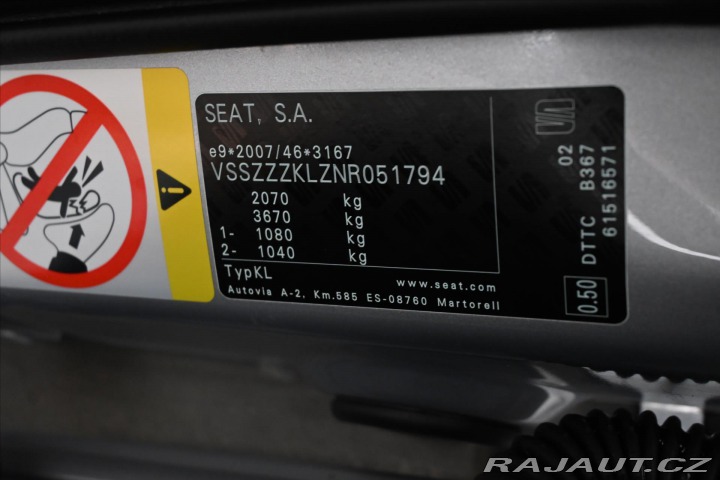 SEAT, S.A.
e9*2007/46*3167
VSSZZZKLZNR051794
2070 kg
3670 kg
1- 1080 kg
2- 1040 kg
TypKL
www.seat.com
Autovia A-2, Km.585 ES-08760 Martorell
02
DTTC B367
61516571
0.50
RAJAUT.CZ